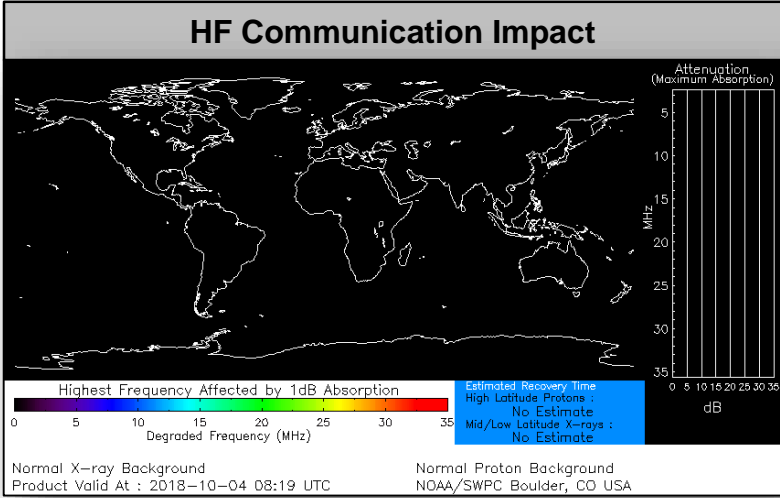 HF Communication Impact
Attenuation
(Maximum Absorption)
5
10
15
MHz
20
25
30
35
0 5 10 15 20 25 30 35
dB
Highest Frequency Affected by 1dB Absorption
0 5 10 15 20 25 30 35
Degraded Frequency (MHz)
Estimated Recovery Time
High Latitude Protons :
No Estimate
Mid/Low Latitude X-rays :
No Estimate
Normal X-ray Background
Product Valid At : 2018-10-04 08:19 UTC
Normal Proton Background
NOAA/SWPC Boulder, CO USA